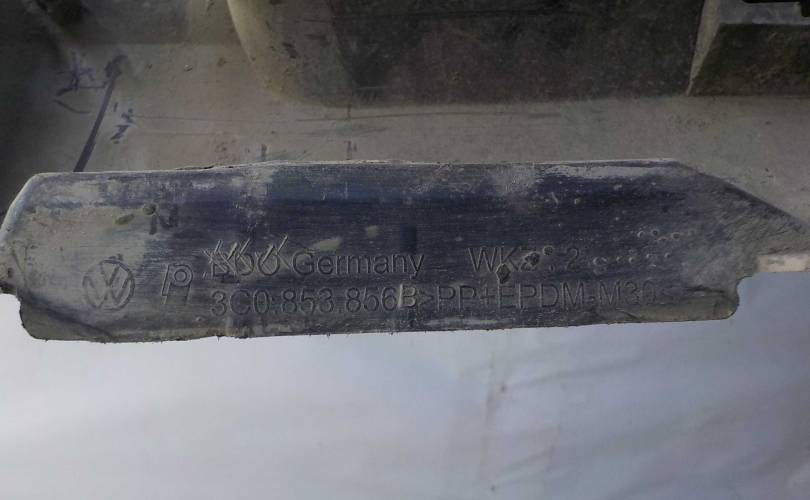 Germany WKZ: 2
3C0.853.856B >PP+EPDM-M30